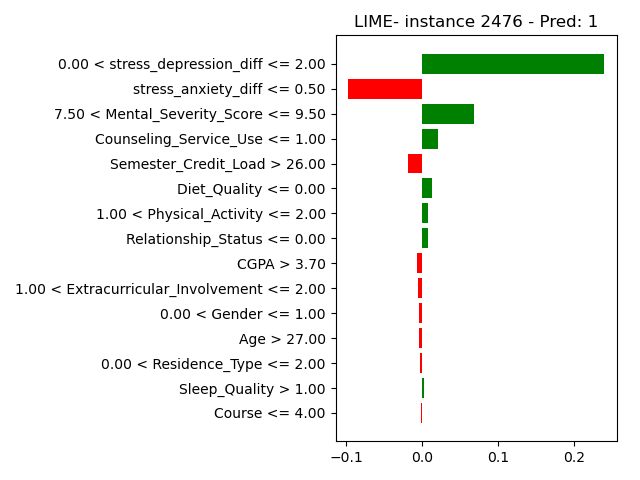 LIME- instance 2476 - Pred: 1
0.00 < stress_depression_diff <= 2.00
stress_anxiety_diff <= 0.50
7.50 < Mental_Severity_Score <= 9.50
Counseling_Service_Use <= 1.00
Semester_Credit_Load > 26.00
Diet_Quality <= 0.00
1.00 < Physical_Activity <= 2.00
Relationship_Status <= 0.00
CGPA > 3.70
1.00 < Extracurricular_Involvement <= 2.00
0.00 < Gender <= 1.00
Age > 27.00
0.00 < Residence_Type <= 2.00
Sleep_Quality > 1.00
Course <= 4.00
−0.1 0.0 0.1 0.2